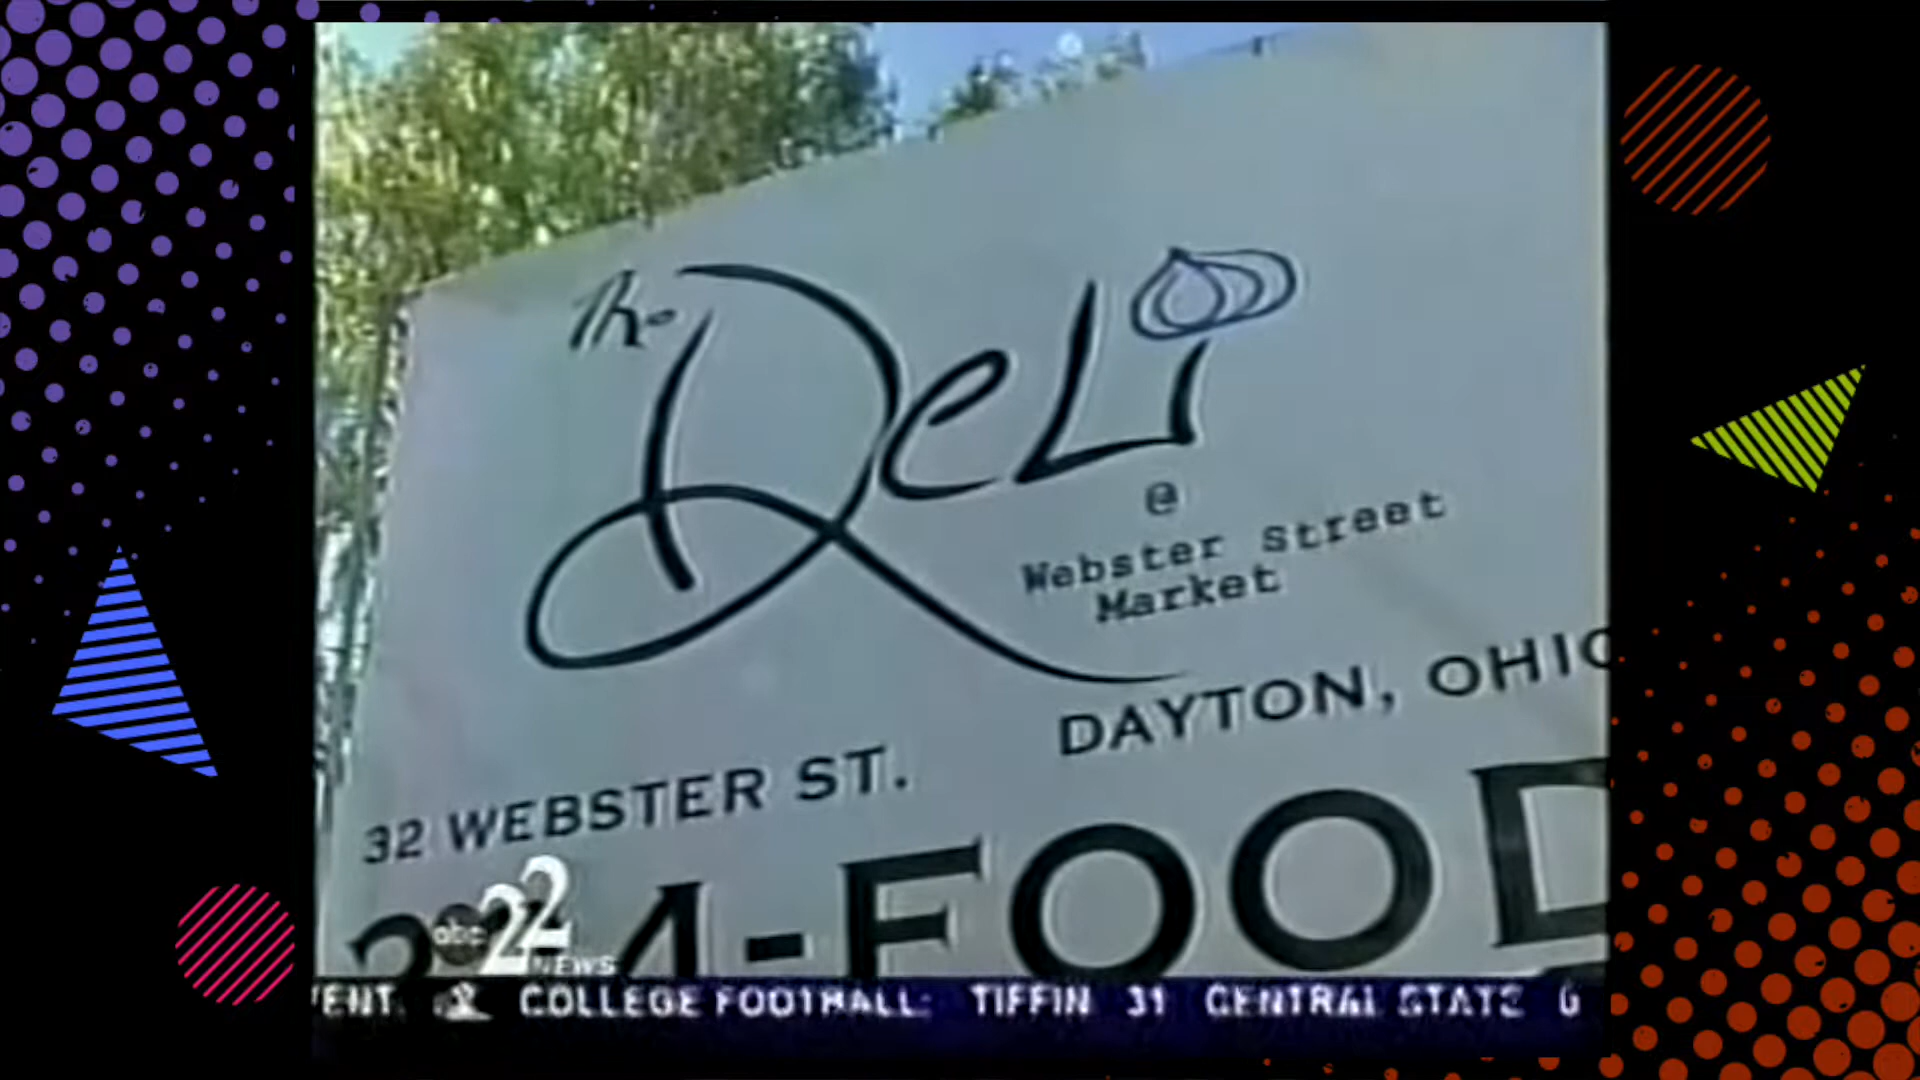 The
Deli
@
Webster Street
Market
32 WEBSTER ST. DAYTON, OHIO
4-FOOD
abc 22
NEWS
COLLEGE FOOTBALL: TIFFIN 31 CENTRAL STATE